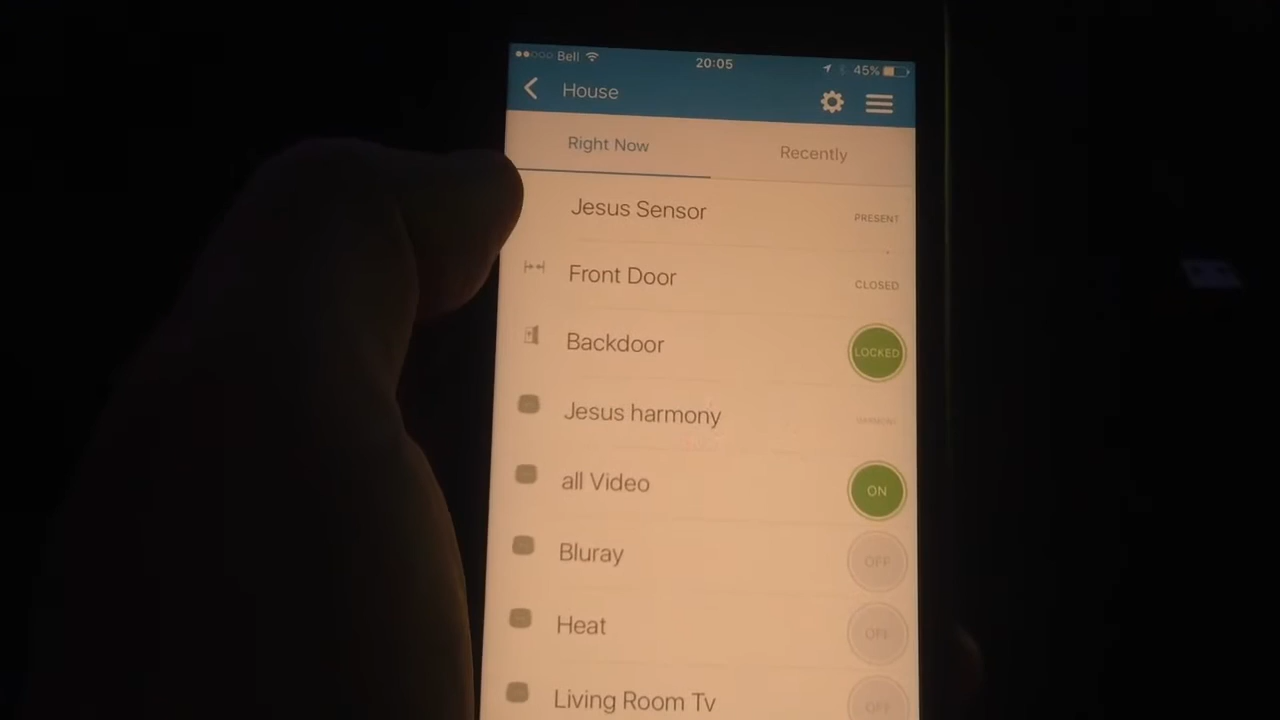 Bell 20:05 45%
House
Right Now Recently
Jesus Sensor PRESENT
Front Door CLOSED
Backdoor LOCKED
Jesus harmony HARMONY
all Video ON
Bluray OFF
Heat OFF
Living Room Tv OFF